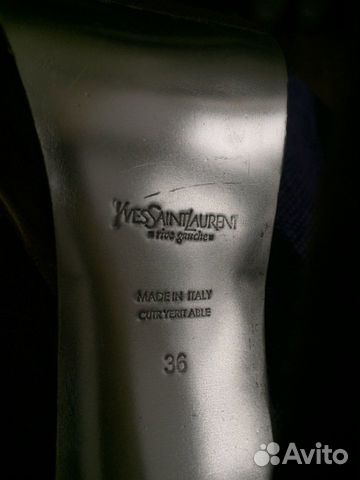 YVESSAINTLAURENT
rive gauche
MADE IN ITALY
CUIR VERITABLE
36
Avito